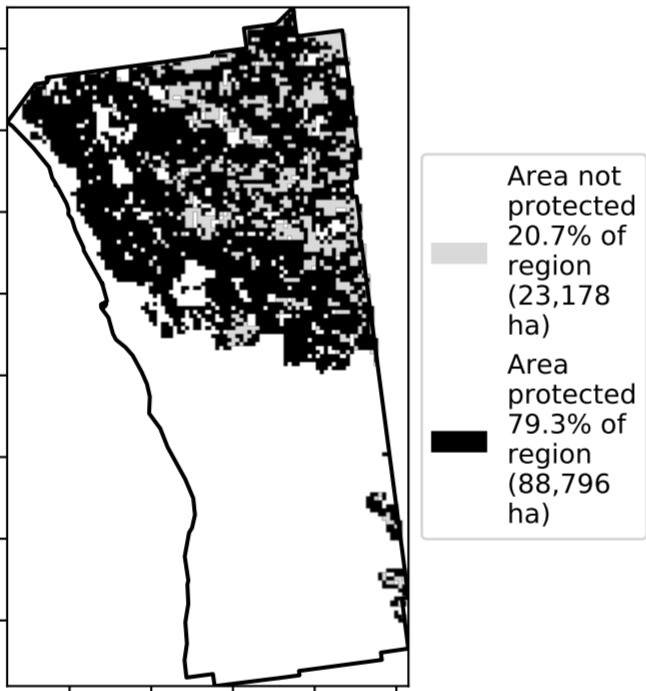 Area not
protected
20.7% of
region
(23,178
ha)
Area
protected
79.3% of
region
(88,796
ha)